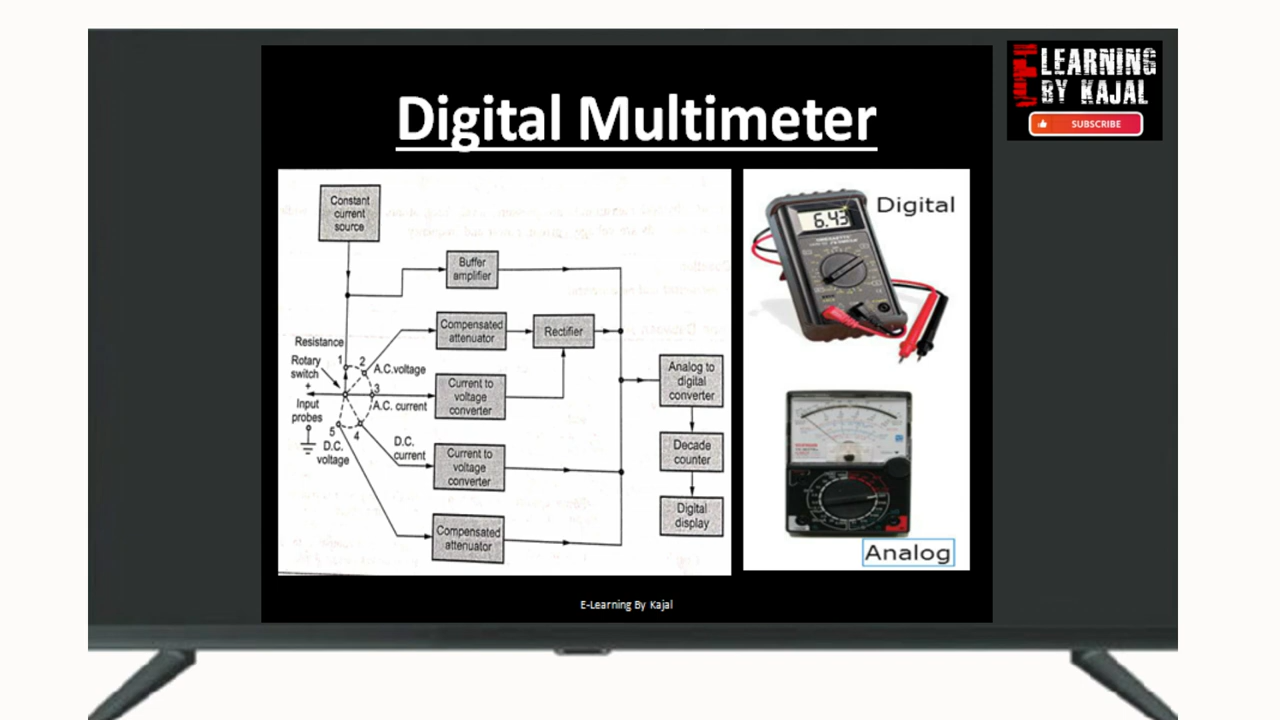 LEARNING
BY KAJAL
SUBSCRIBE
Digital Multimeter
Constant
current
source
Buffer
amplifier
Compensated
attenuator
Rectifier
Resistance
1
2
Rotary
switch
A.C.voltage
+
3
Input
probes
A.C. current
Current to
voltage
converter
5
4
D.C.
voltage
D.C.
current
Current to
voltage
converter
Compensated
attenuator
Analog to
digital
converter
Decade
counter
Digital
display
Digital
6.43
Analog
E-Learning By Kajal